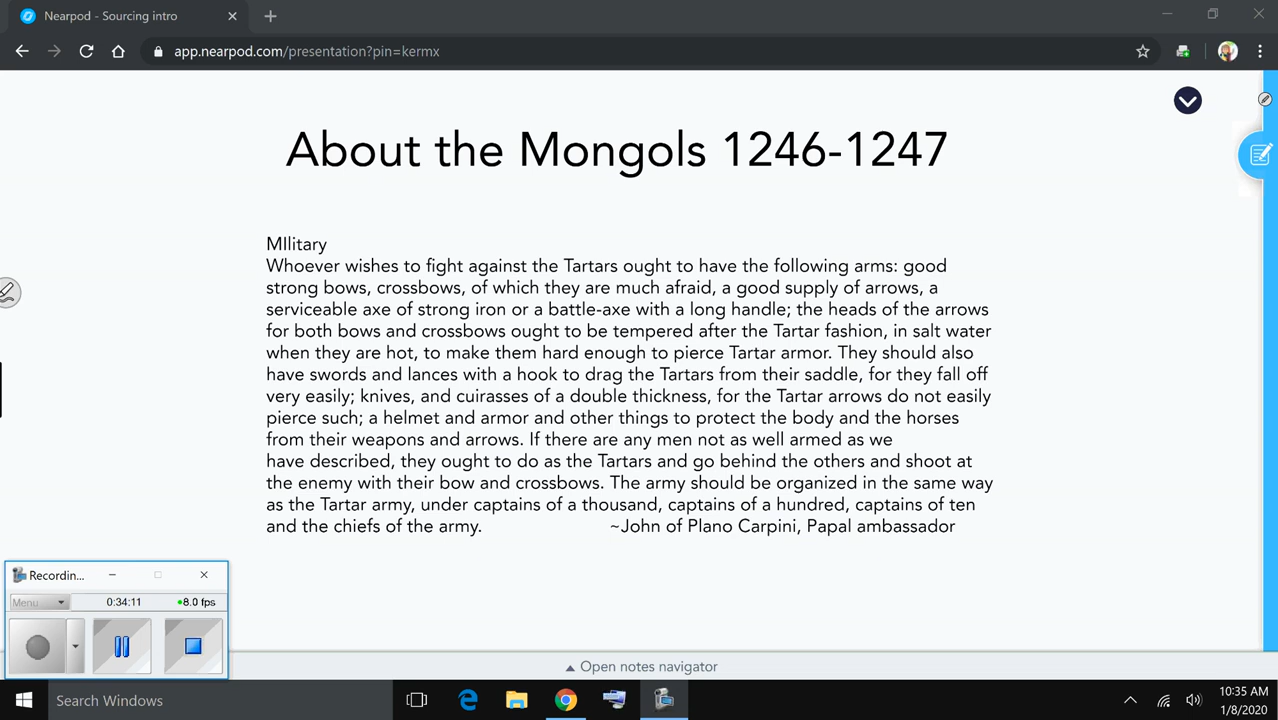 Nearpod - Sourcing intro
app.nearpod.com/presentation?pin=kermx
About the Mongols 1246-1247
MIlitary
Whoever wishes to fight against the Tartars ought to have the following arms: good
strong bows, crossbows, of which they are much afraid, a good supply of arrows, a
serviceable axe of strong iron or a battle-axe with a long handle; the heads of the arrows
for both bows and crossbows ought to be tempered after the Tartar fashion, in salt water
when they are hot, to make them hard enough to pierce Tartar armor. They should also
have swords and lances with a hook to drag the Tartars from their saddle, for they fall off
very easily; knives, and cuirasses of a double thickness, for the Tartar arrows do not easily
pierce such; a helmet and armor and other things to protect the body and the horses
from their weapons and arrows. If there are any men not as well armed as we
have described, they ought to do as the Tartars and go behind the others and shoot at
the enemy with their bow and crossbows. The army should be organized in the same way
as the Tartar army, under captains of a thousand, captains of a hundred, captains of ten
and the chiefs of the army. ~John of Plano Carpini, Papal ambassador
Recordin...
Menu 0:34:11 8.0 fps
Open notes navigator
Search Windows
10:35 AM
1/8/2020